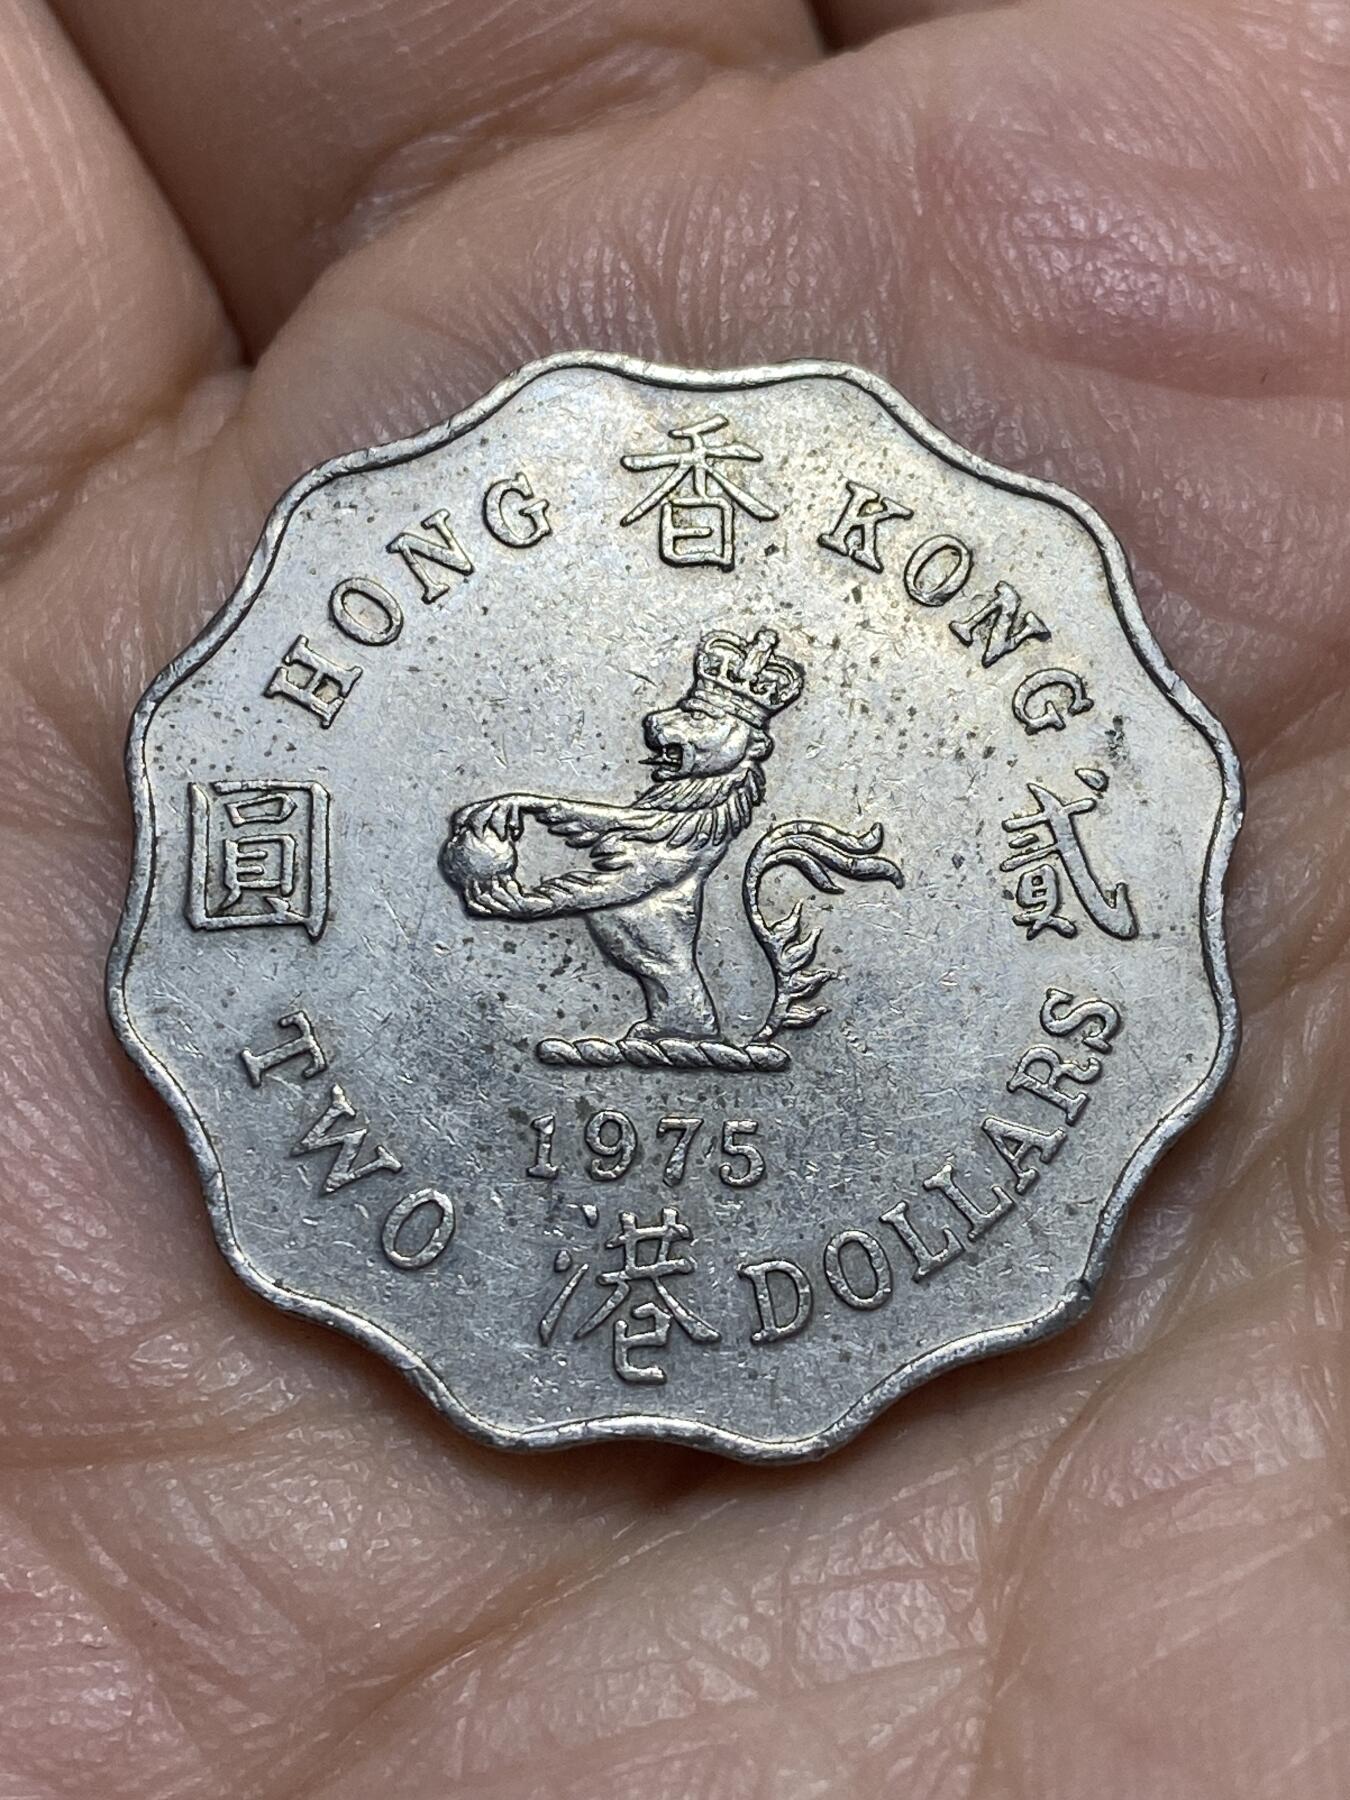 HONG KONG
香
圓
貳
1975
港
TWO DOLLARS